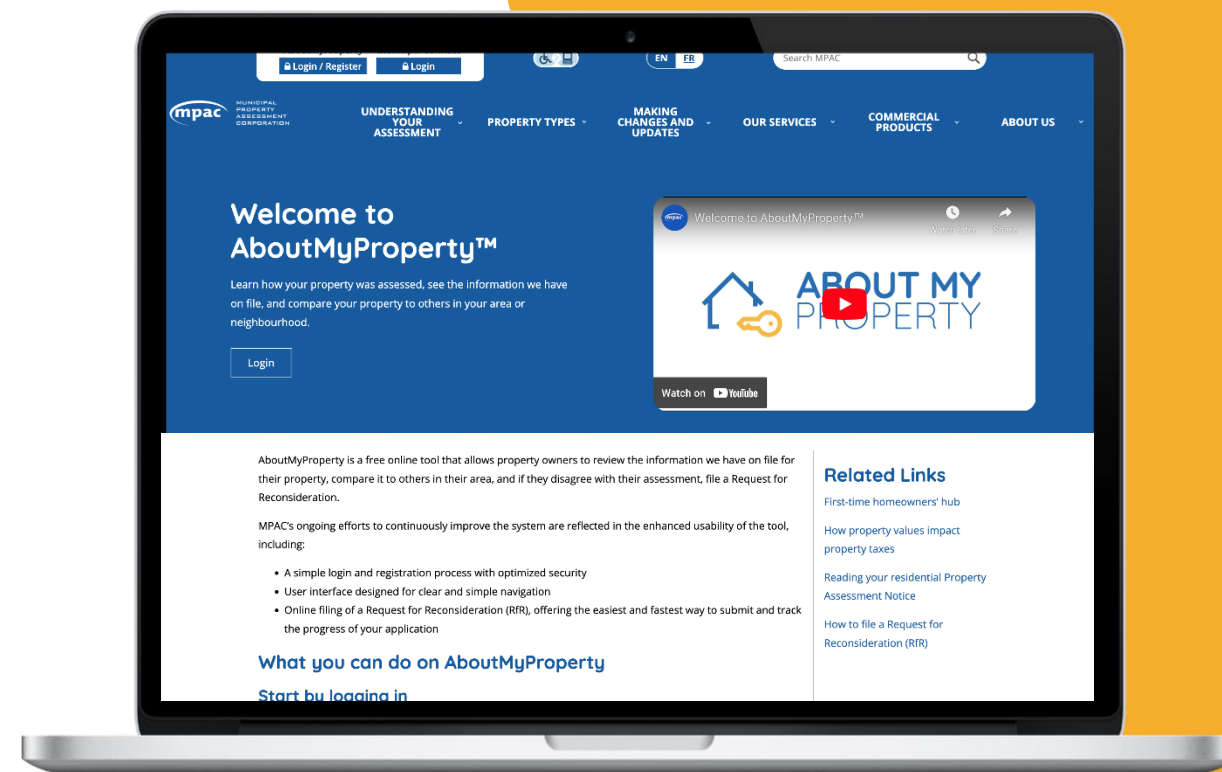 Login / Register
Login
EN FR
Search MPAC
mpac
MUNICIPAL
PROPERTY
ASSESSMENT
CORPORATION
UNDERSTANDING
YOUR
ASSESSMENT
PROPERTY TYPES
MAKING
CHANGES AND
UPDATES
OUR SERVICES
COMMERCIAL
PRODUCTS
ABOUT US
Welcome to
AboutMyProperty™
Learn how your property was assessed, see the information we have
on file, and compare your property to others in your area or
neighbourhood.
Login
mpac
Welcome to AboutMyProperty™
Watch later
Share
ABOUT MY
PROPERTY
Watch on YouTube
AboutMyProperty is a free online tool that allows property owners to review the information we have on file for
their property, compare it to others in their area, and if they disagree with their assessment, file a Request for
Reconsideration.
MPAC's ongoing efforts to continuously improve the system are reflected in the enhanced usability of the tool,
including:
• A simple login and registration process with optimized security
• User interface designed for clear and simple navigation
• Online filing of a Request for Reconsideration (RfR), offering the easiest and fastest way to submit and track
the progress of your application
What you can do on AboutMyProperty
Start by logging in
Related Links
First-time homeowners' hub
How property values impact
property taxes
Reading your residential Property
Assessment Notice
How to file a Request for
Reconsideration (RfR)